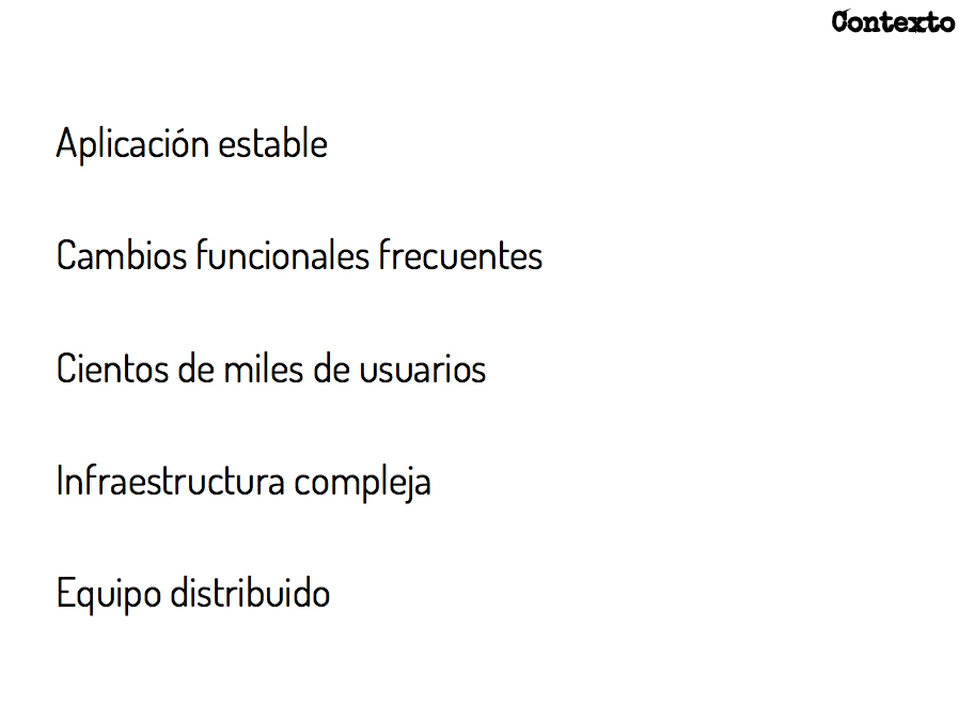 Contexto
Aplicación estable
Cambios funcionales frecuentes
Cientos de miles de usuarios
Infraestructura compleja
Equipo distribuido